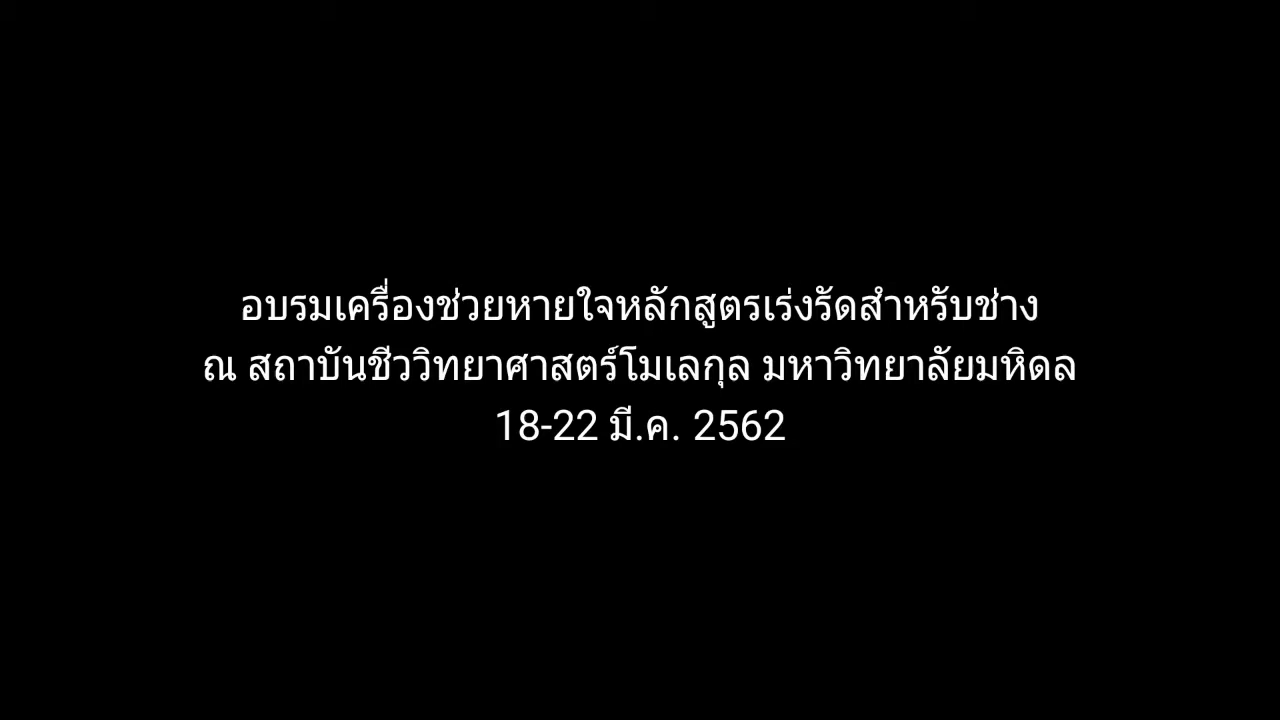 อบรมเครื่องช่วยหายใจหลักสูตรเร่งรัดสำหรับช่าง
ณ สถาบันชีววิทยาศาสตร์โมเลกุล มหาวิทยาลัยมหิดล
18-22 มี.ค. 2562